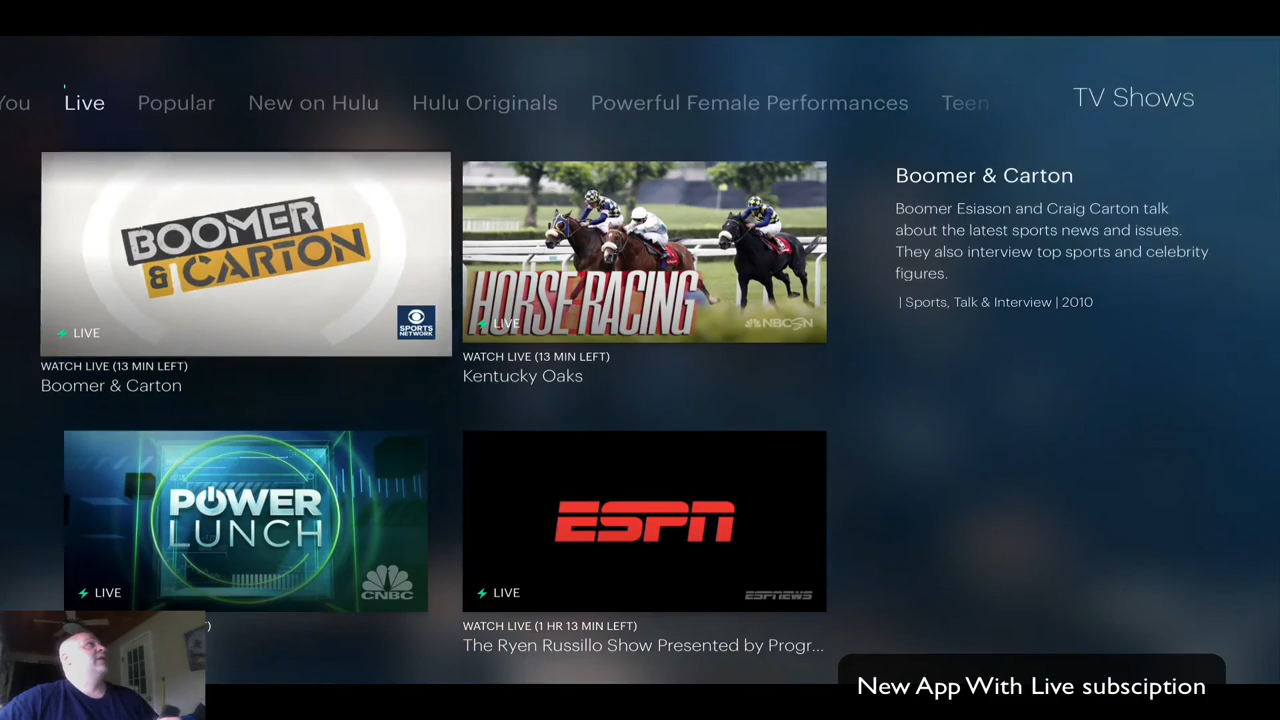 You
Live
Popular
New on Hulu
Hulu Originals
Powerful Female Performances
Teen
TV Shows
BOOMER
& CARTON
LIVE
SPORTS
NETWORK
WATCH LIVE (13 MIN LEFT)
Boomer & Carton
HORSE RACING
LIVE
NBCSN
WATCH LIVE (13 MIN LEFT)
Kentucky Oaks
Boomer & Carton
Boomer Esiason and Craig Carton talk
about the latest sports news and issues.
They also interview top sports and celebrity
figures.
| Sports, Talk & Interview | 2010
POWER
LUNCH
LIVE
CNBC
)
ESPN
LIVE
ESPNEWS
WATCH LIVE (1 HR 13 MIN LEFT)
The Ryen Russillo Show Presented by Progr...
New App With Live subsciption